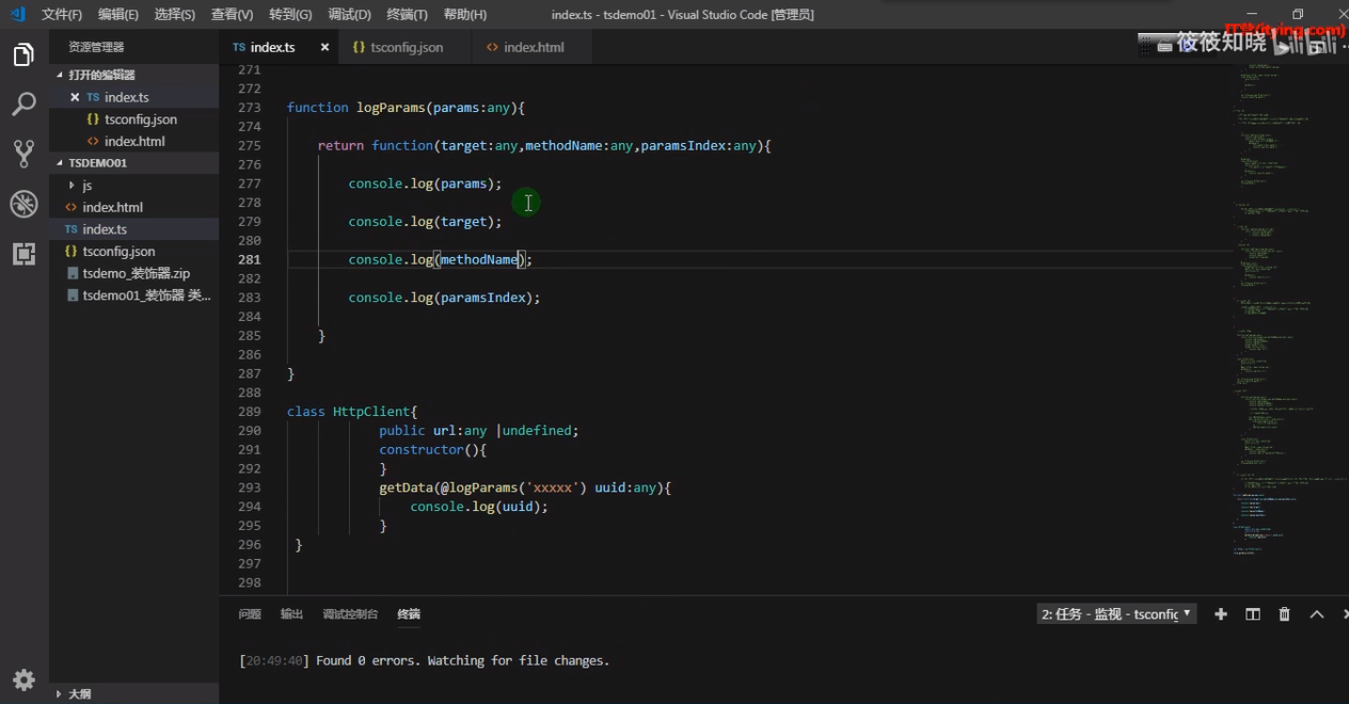 文件(F) 编辑(E) 选择(S) 查看(V) 转到(G) 调试(D) 终端(T) 帮助(H) index.ts - tsdemo01 - Visual Studio Code [管理员]
IT营(itying.com)
筱筱知晓 bilibili
资源管理器
打开的编辑器
TS index.ts
{} tsconfig.json
<> index.html
TSDEMO01
js
<> index.html
TS index.ts
{} tsconfig.json
tsdemo_装饰器.zip
tsdemo01_装饰器 类...
大纲
TS index.ts × {} tsconfig.json <> index.html
271
272
273 function logParams(params:any){
274
275 return function(target:any,methodName:any,paramsIndex:any){
276
277 console.log(params);
278
279 console.log(target);
280
281 console.log(methodName);
282
283 console.log(paramsIndex);
284
285 }
286
287 }
288
289 class HttpClient{
290 public url:any |undefined;
291 constructor(){
292 }
293 getData(@logParams('xxxxx') uuid:any){
294 console.log(uuid);
295 }
296 }
297
298
问题 输出 调试控制台 终端 2: 任务 - 监视 - tsconfig
[20:49:40] Found 0 errors. Watching for file changes.